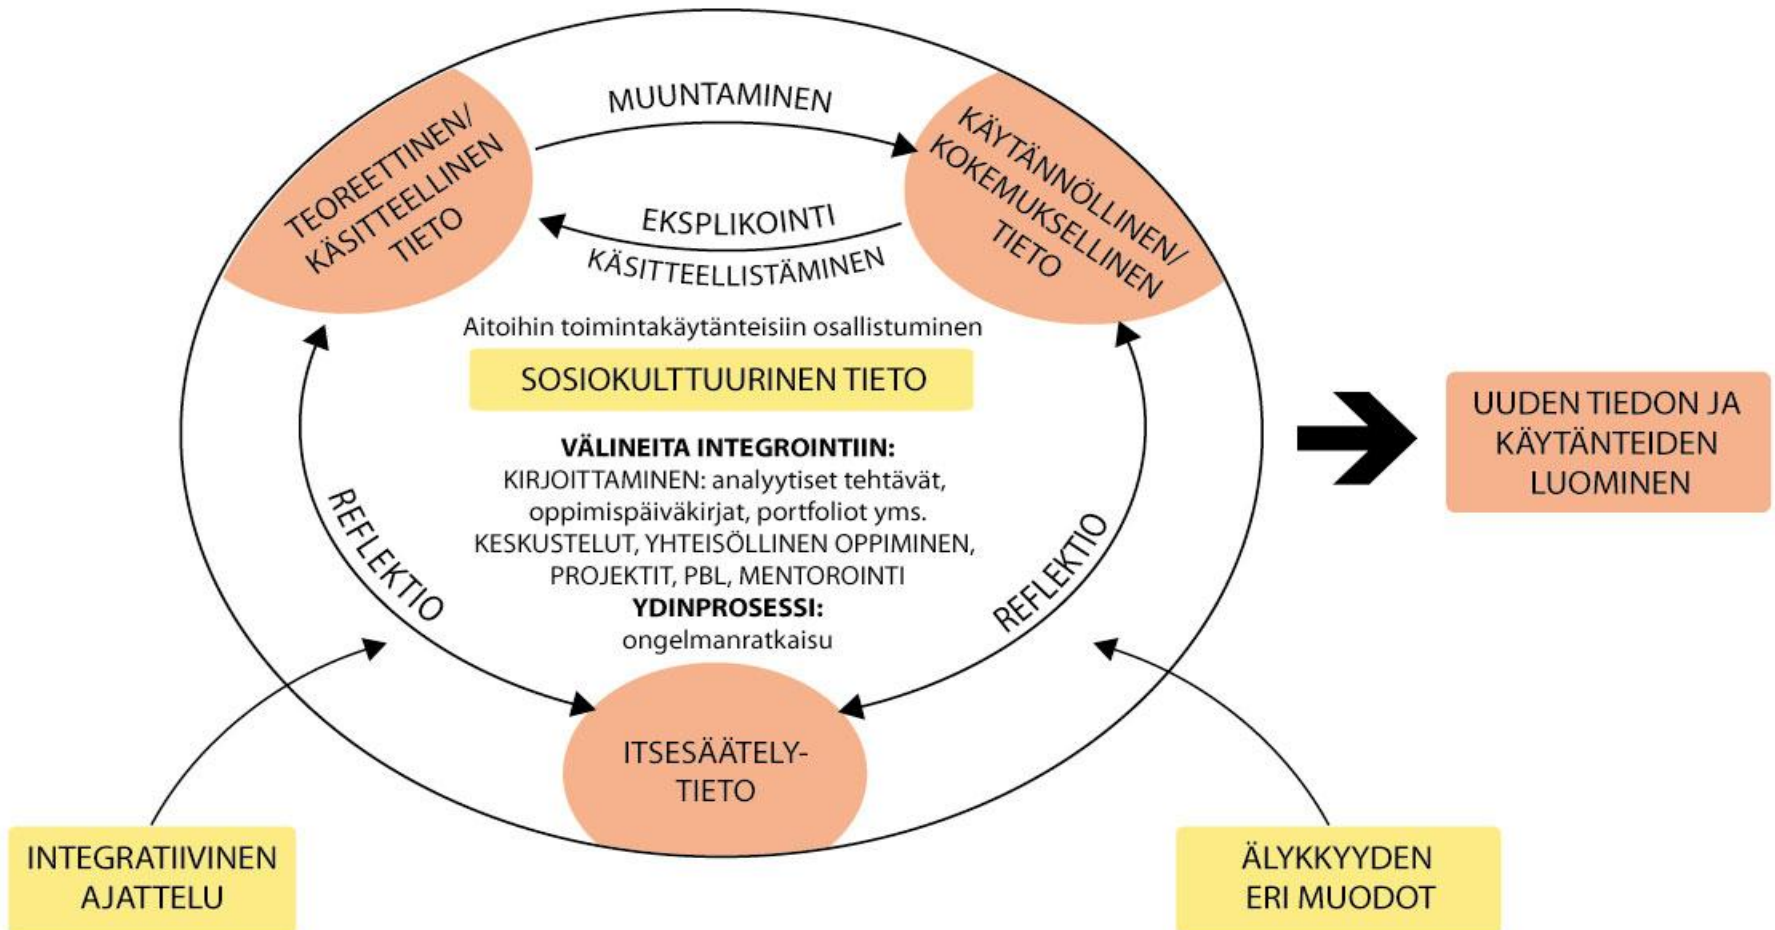 MUUNTAMINEN
TEOREETTINEN/
KÄSITTEELLINEN
TIETO
KÄYTÄNNÖLLINEN/
KOKEMUKSELLINEN
TIETO
EKSPLIKOINTI
KÄSITTEELLISTÄMINEN
Aitoihin toimintakäytänteisiin osallistuminen
SOSIOKULTTUURINEN TIETO
VÄLINEITA INTEGROINTIIN:
KIRJOITTAMINEN: analyytiset tehtävät,
oppimispäiväkirjat, portfoliot yms.
KESKUSTELUT, YHTEISÖLLINEN OPPIMINEN,
PROJEKTIT, PBL, MENTOROINTI
YDINPROSESSI:
ongelmanratkaisu
REFLEKTIO
REFLEKTIO
UUDEN TIEDON JA
KÄYTÄNTEIDEN
LUOMINEN
ITSESÄÄTELY-
TIETO
INTEGRATIIVINEN
AJATTELU
ÄLYKKYYDEN
ERI MUODOT